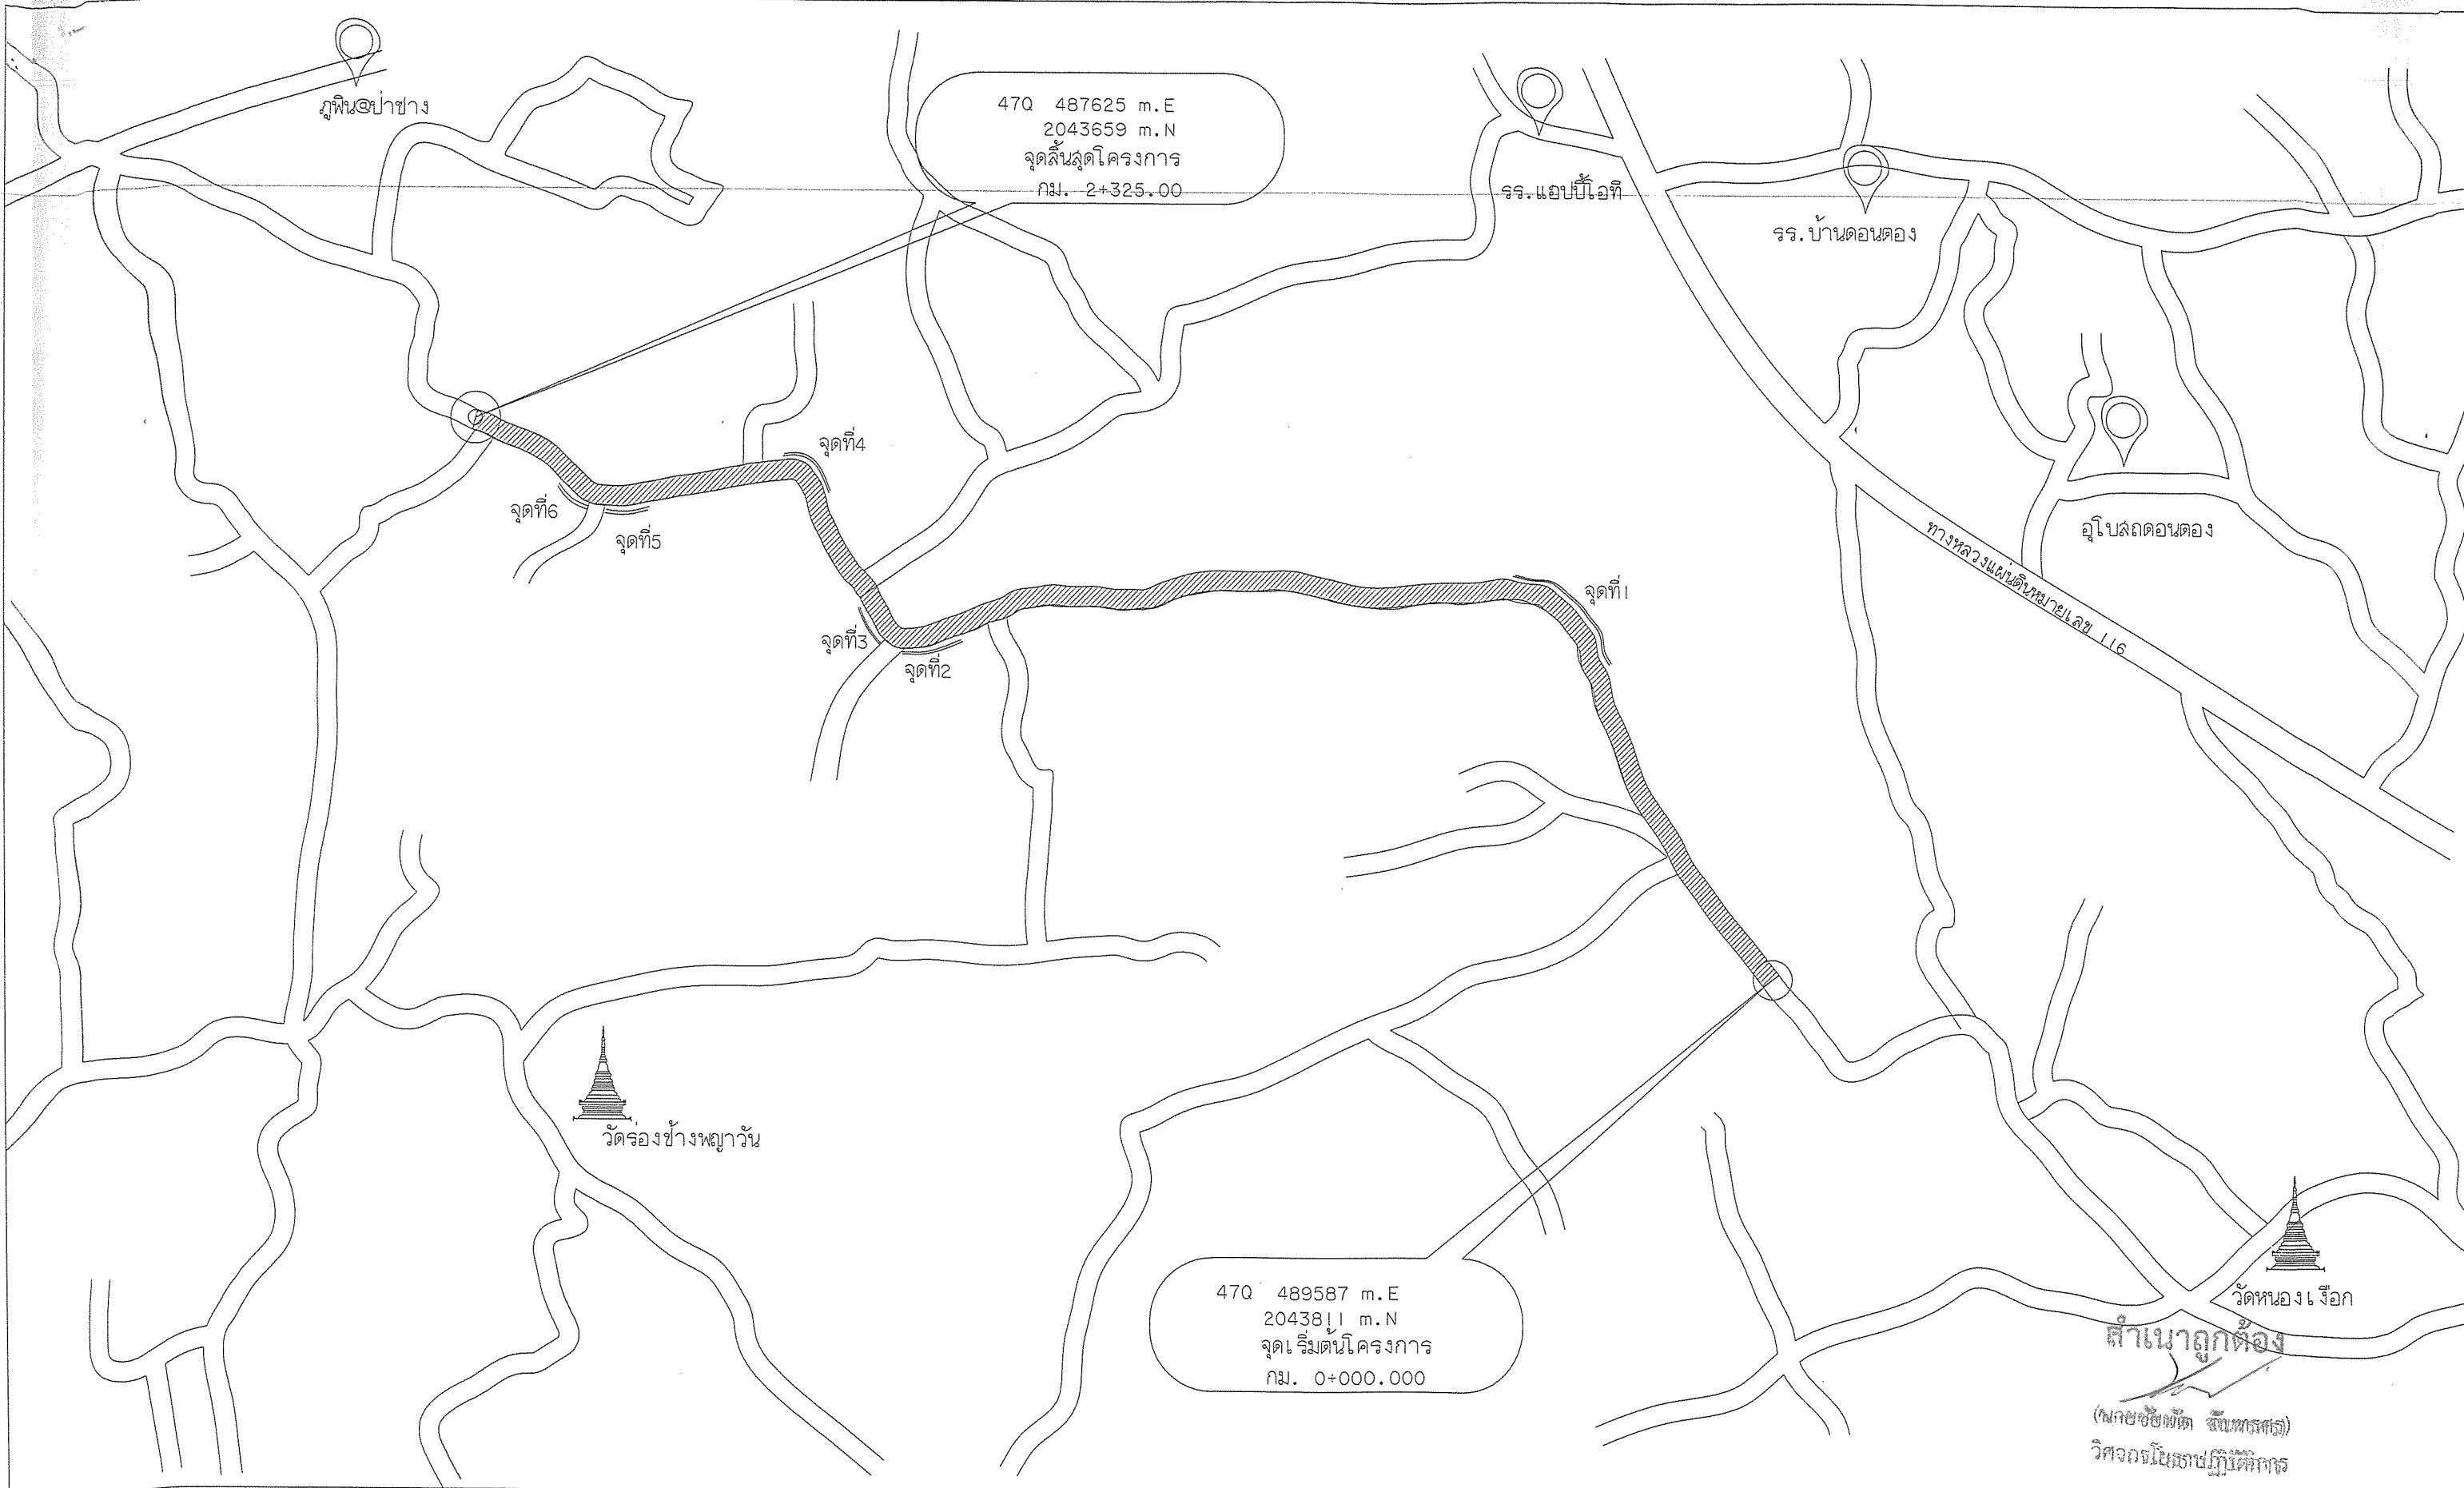 ภูพิน@ป่าซาง
47Q 487625 m.E
2043659 m.N
จุดสิ้นสุดโครงการ
กม. 2+325.00
รร.แฮปปี้โฮที
รร.บ้านดอนตอง
จุดที่4
จุดที่6
จุดที่5
อุโบสถดอนตอง
ทางหลวงแผ่นดินหมายเลข 116
จุดที่1
จุดที่3
จุดที่2
วัดร่องช้างพญาวัน
47Q 489587 m.E
2043811 m.N
จุดเริ่มต้นโครงการ
กม. 0+000.000
วัดหนองเงือก
สำเนาถูกต้อง